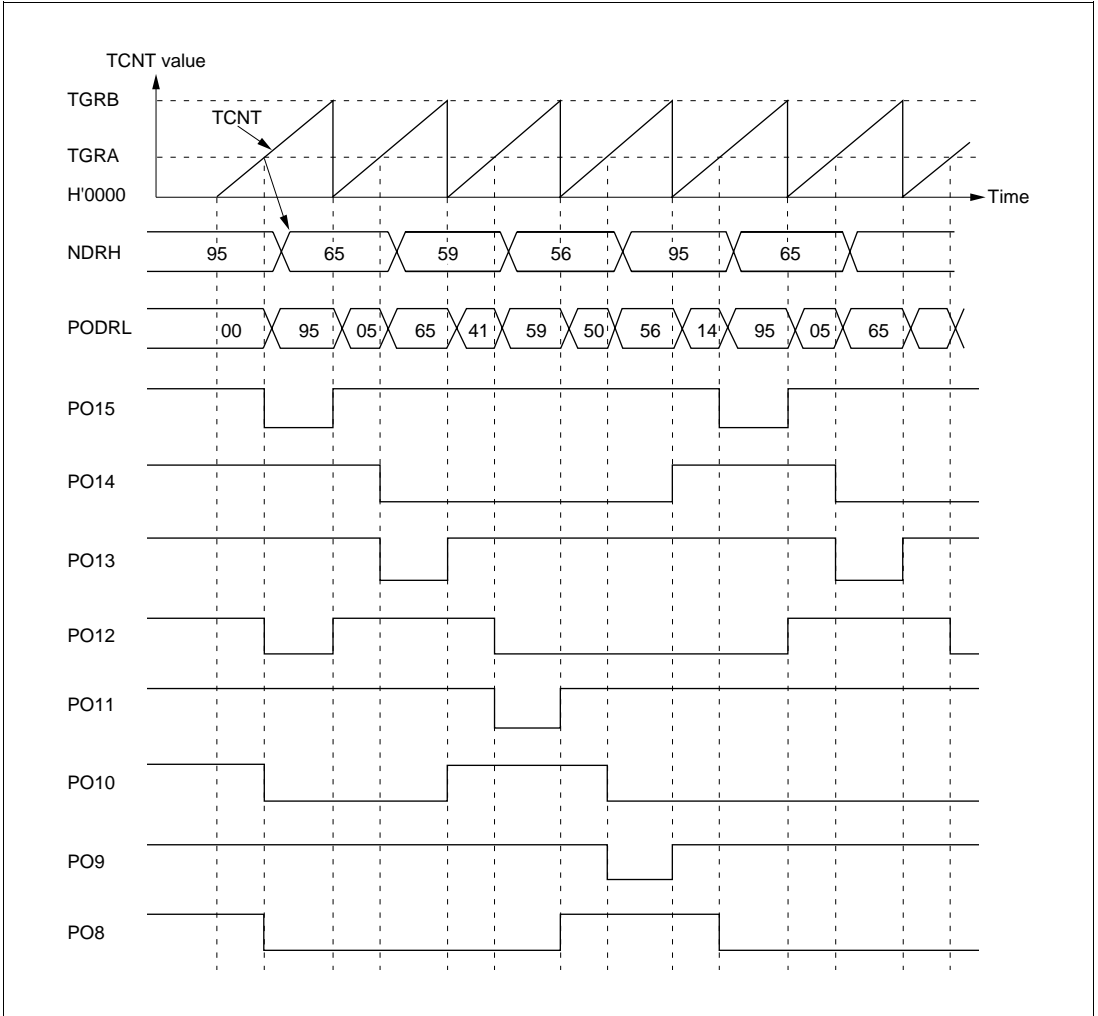 TCNT value
TGRB
TCNT
TGRA
H'0000
Time
NDRH 95 65 59 56 95 65
PODRL 00 95 05 65 41 59 50 56 14 95 05 65
PO15
PO14
PO13
PO12
PO11
PO10
PO9
PO8